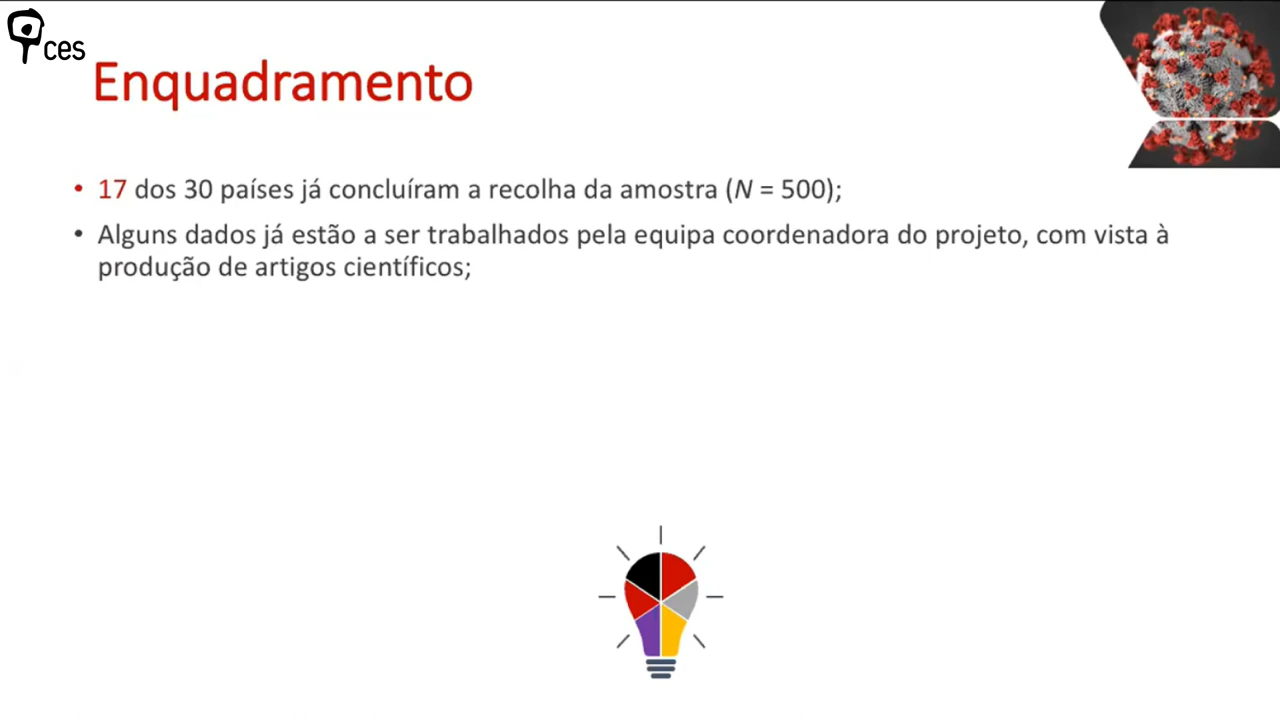 ces
Enquadramento
• 17 dos 30 países já concluíram a recolha da amostra (N = 500);
• Alguns dados já estão a ser trabalhados pela equipa coordenadora do projeto, com vista à
produção de artigos científicos;